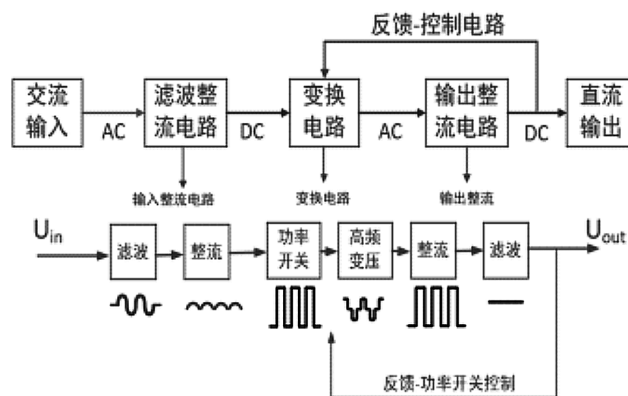 反馈-控制电路
交流
输入
AC
滤波整
流电路
DC
变换
电路
AC
输出整
流电路
DC
直流
输出
输入整流电路
变换电路
输出整流
Uin
滤波
整流
功率
开关
高频
变压
整流
滤波
Uout
反馈-功率开关控制